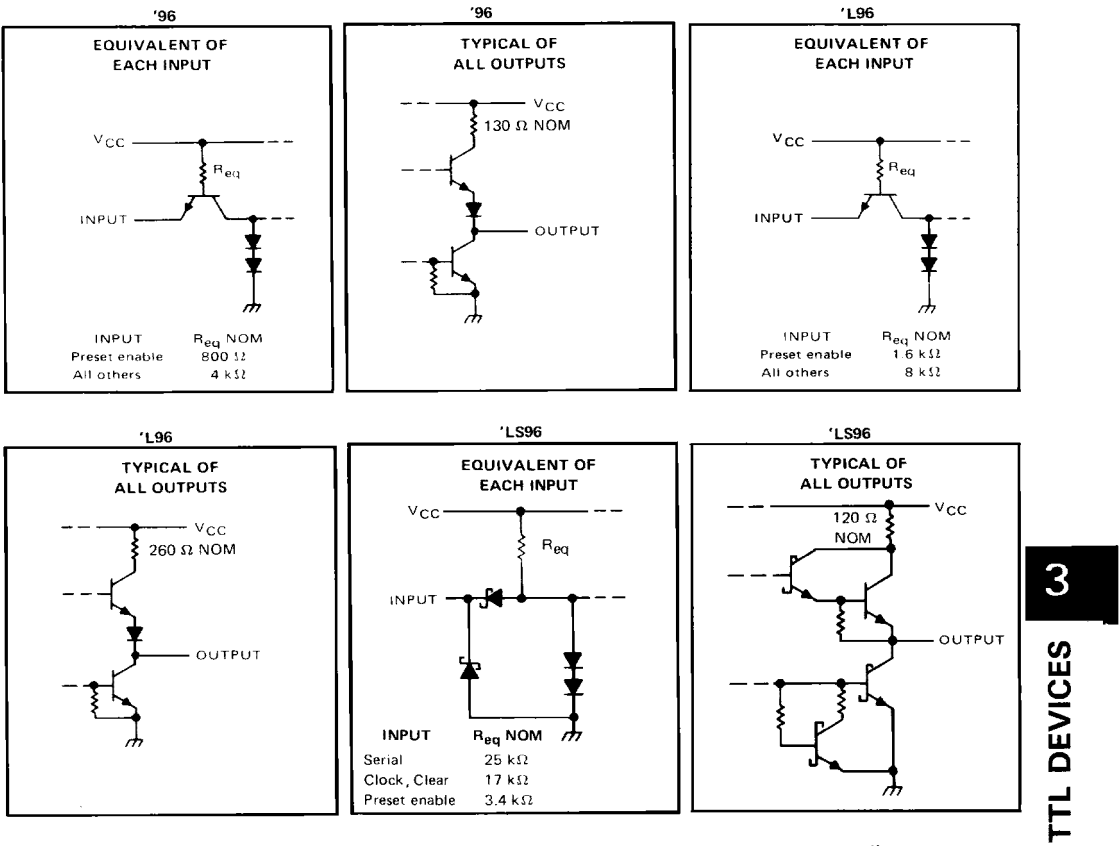 '96
EQUIVALENT OF
EACH INPUT
VCC
Req
INPUT
INPUT Req NOM
Preset enable 800 Ω
All others 4 kΩ
'96
TYPICAL OF
ALL OUTPUTS
VCC
130 Ω NOM
OUTPUT
'L96
EQUIVALENT OF
EACH INPUT
VCC
Req
INPUT
INPUT Req NOM
Preset enable 1.6 kΩ
All others 8 kΩ
'L96
TYPICAL OF
ALL OUTPUTS
VCC
260 Ω NOM
OUTPUT
'LS96
EQUIVALENT OF
EACH INPUT
VCC
Req
INPUT
INPUT Req NOM
Serial 25 kΩ
Clock, Clear 17 kΩ
Preset enable 3.4 kΩ
'LS96
TYPICAL OF
ALL OUTPUTS
VCC
120 Ω
NOM
OUTPUT
3
TTL DEVICES